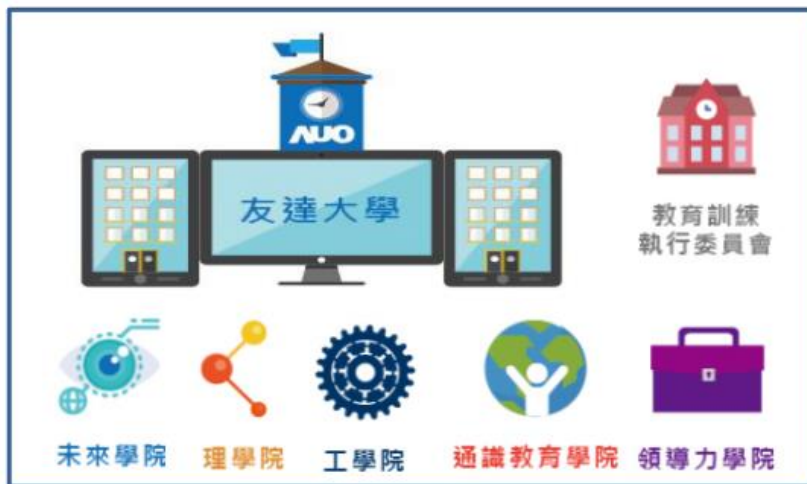 AUO
友達大學
教育訓練
執行委員會
未來學院
理學院
工學院
通識教育學院
領導力學院